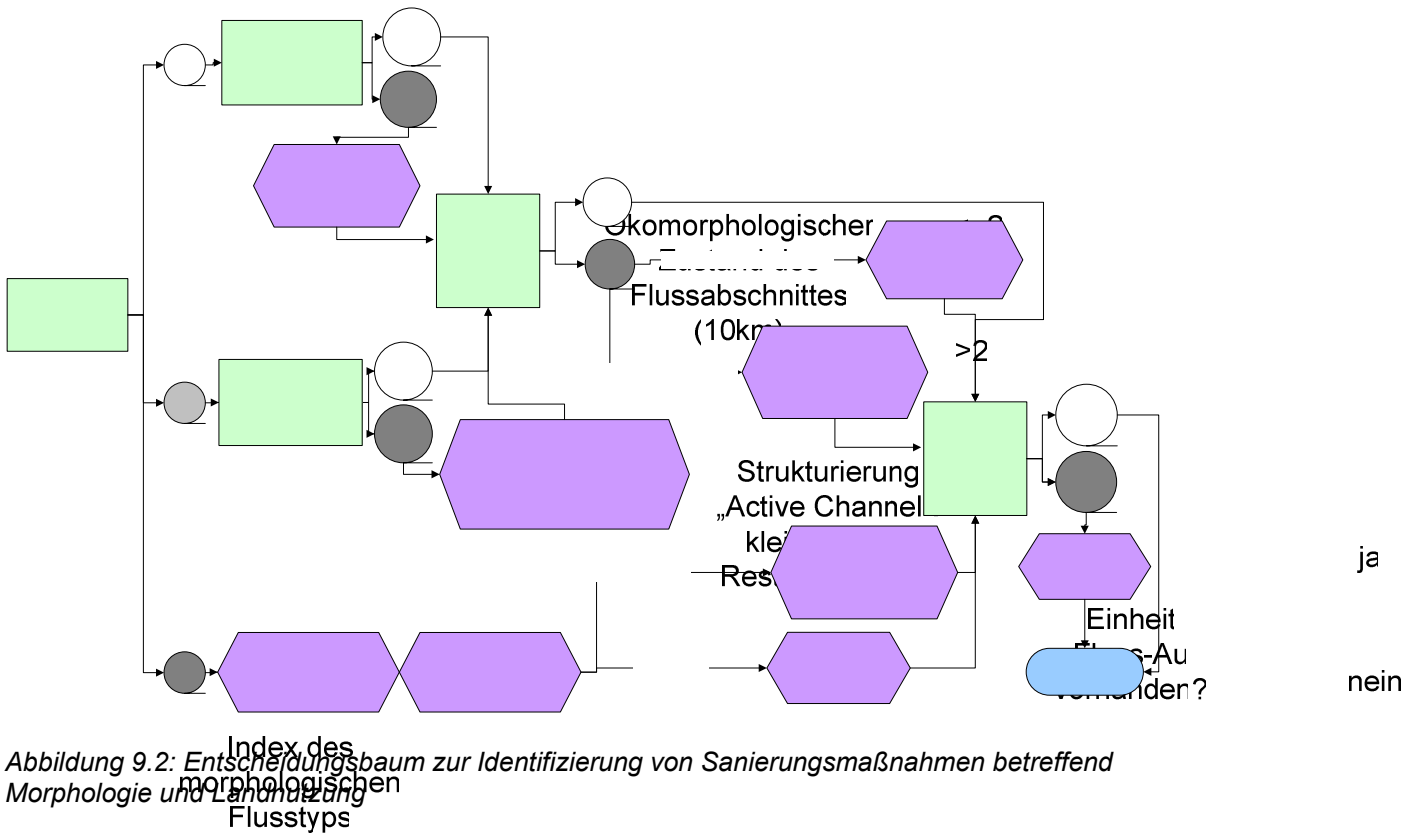 Ökomorphologischer
Flussabschnittes
(10km)
>2
Strukturierung
„Active Channel
ja
Einheit
nein
Index des
morphologischen
Flusstyps
Abbildung 9.2: Entscheidungsbaum zur Identifizierung von Sanierungsmaßnahmen betreffend
Morphologie und Landnutzung